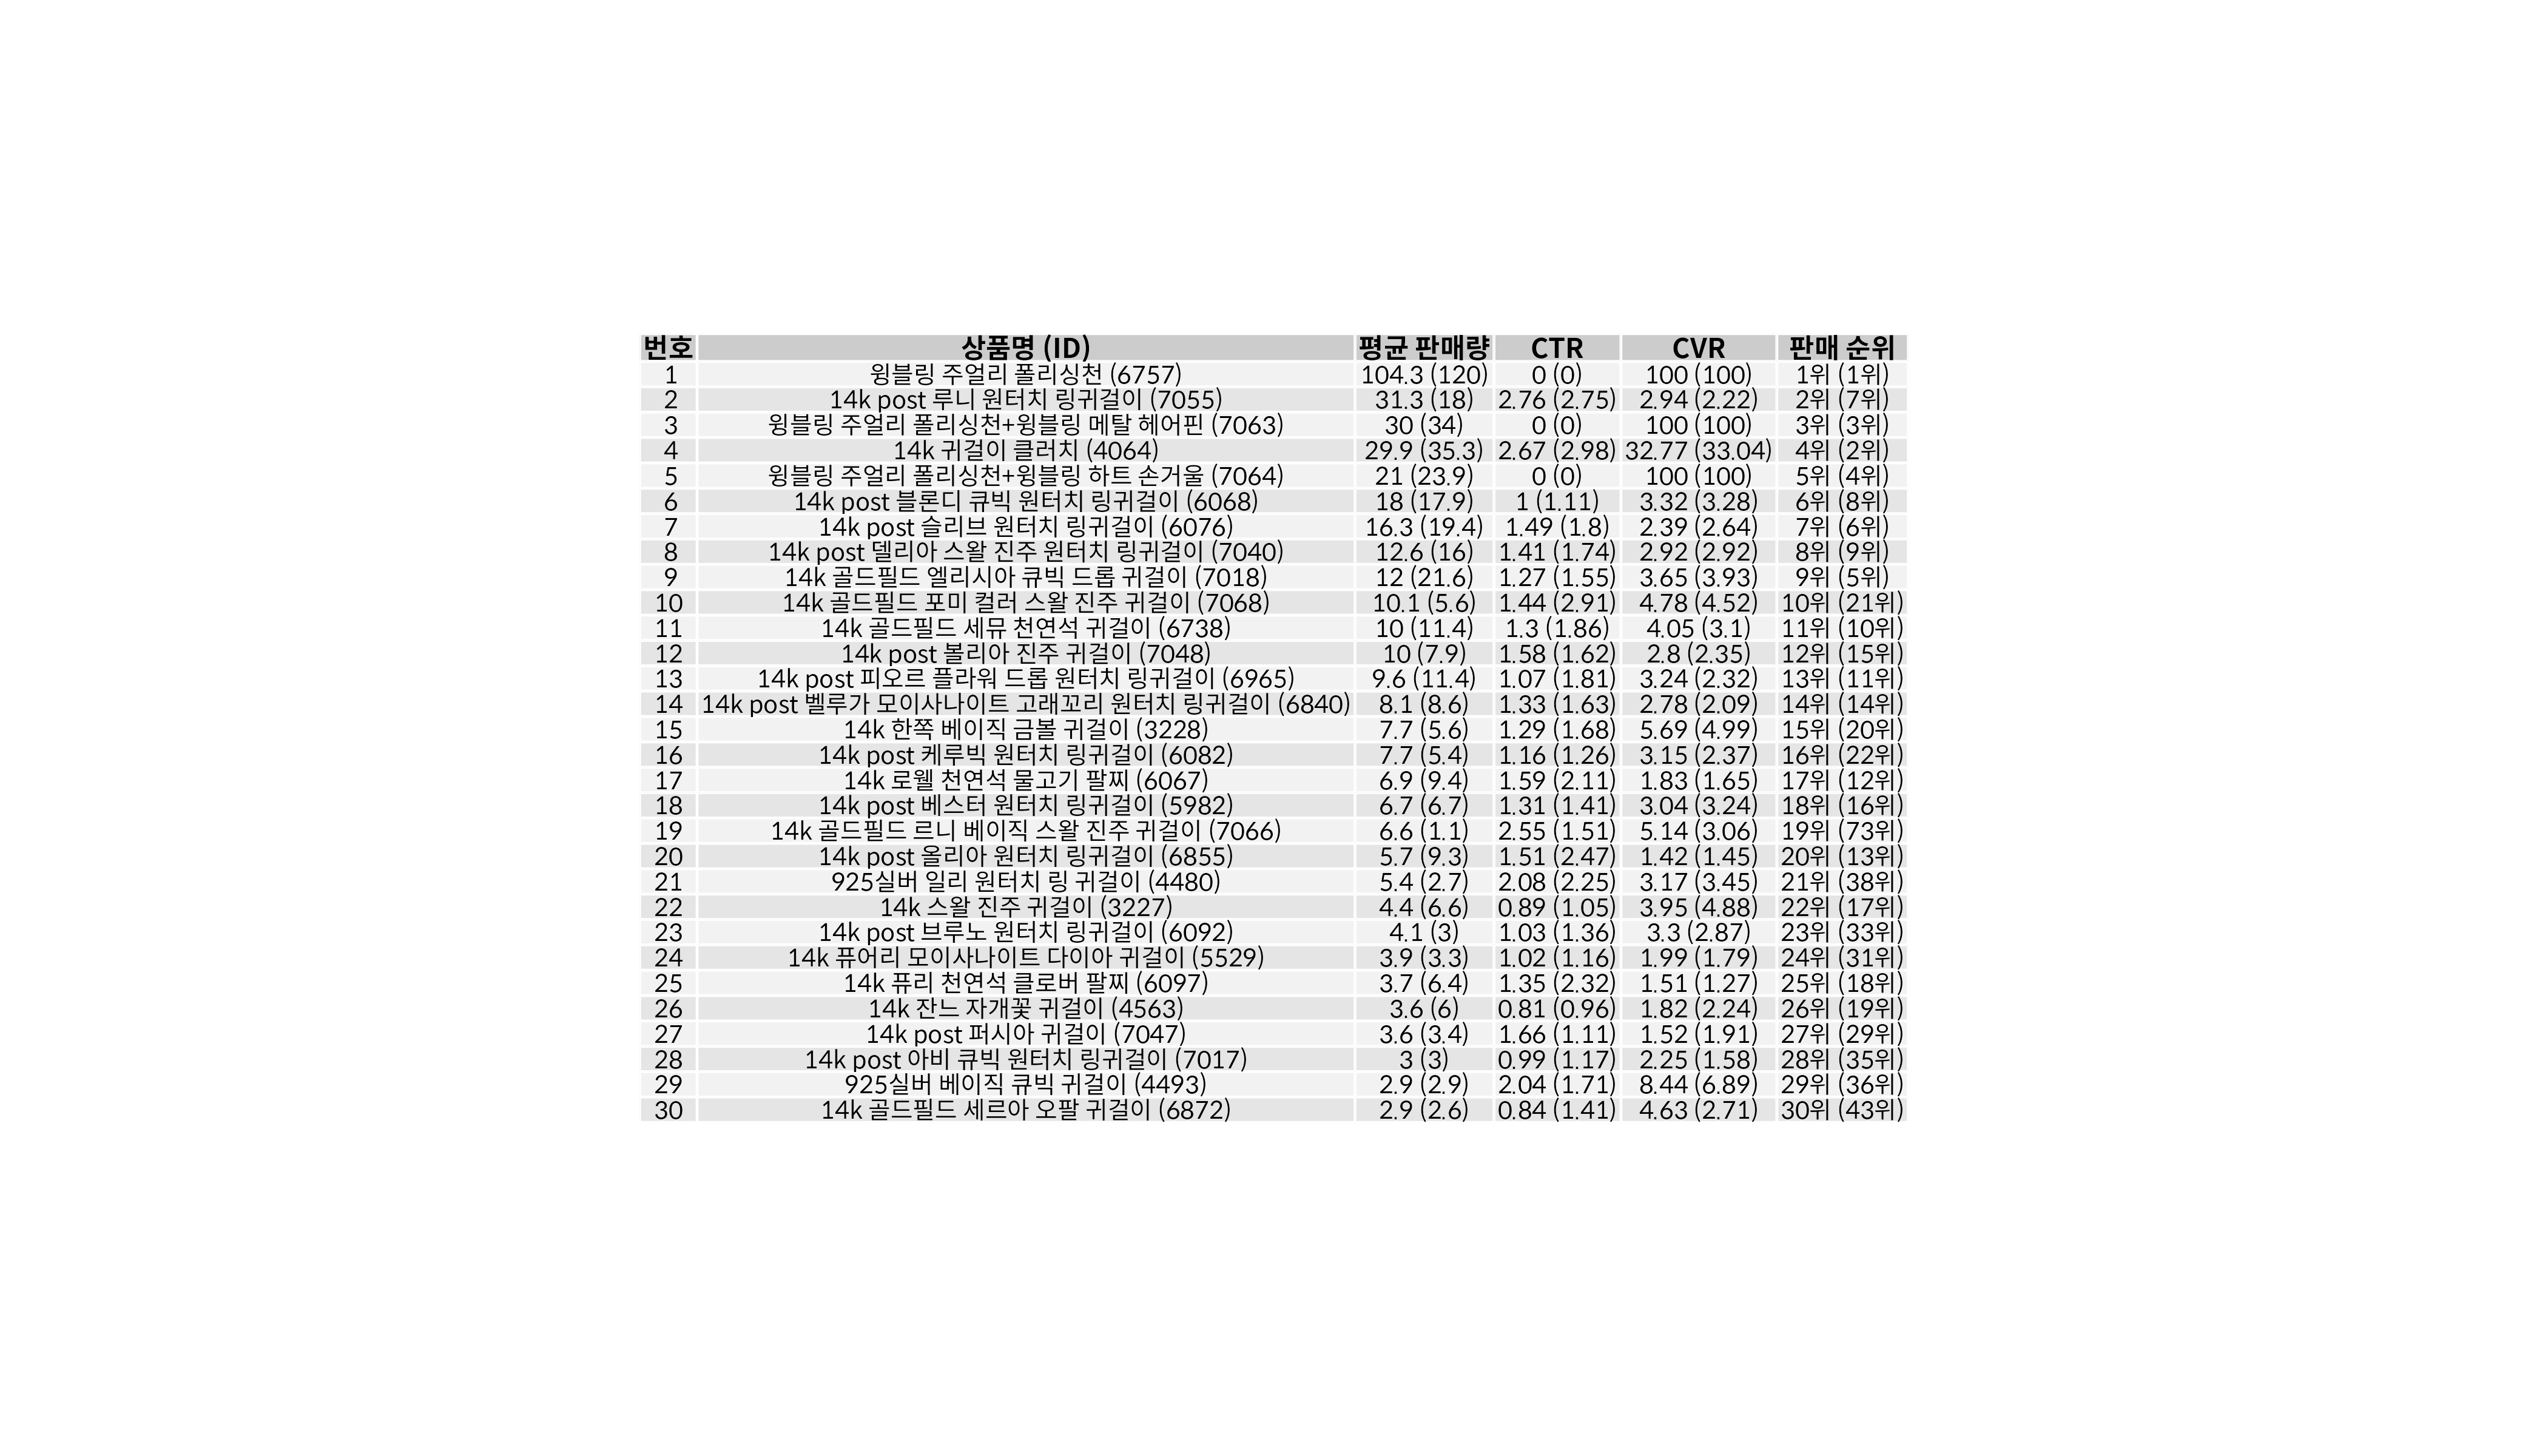 번호 상품명 (ID) 평균 판매량 CTR CVR 판매 순위
1 윙블링 주얼리 폴리싱천 (6757) 104.3 (120) 0 (0) 100 (100) 1위 (1위)
2 14k post 루니 원터치 링귀걸이 (7055) 31.3 (18) 2.76 (2.75) 2.94 (2.22) 2위 (7위)
3 윙블링 주얼리 폴리싱천+윙블링 메탈 헤어핀 (7063) 30 (34) 0 (0) 100 (100) 3위 (3위)
4 14k 귀걸이 클러치 (4064) 29.9 (35.3) 2.67 (2.98) 32.77 (33.04) 4위 (2위)
5 윙블링 주얼리 폴리싱천+윙블링 하트 손거울 (7064) 21 (23.9) 0 (0) 100 (100) 5위 (4위)
6 14k post 블론디 큐빅 원터치 링귀걸이 (6068) 18 (17.9) 1 (1.11) 3.32 (3.28) 6위 (8위)
7 14k post 슬리브 원터치 링귀걸이 (6076) 16.3 (19.4) 1.49 (1.8) 2.39 (2.64) 7위 (6위)
8 14k post 델리아 스왈 진주 원터치 링귀걸이 (7040) 12.6 (16) 1.41 (1.74) 2.92 (2.92) 8위 (9위)
9 14k 골드필드 엘리시아 큐빅 드롭 귀걸이 (7018) 12 (21.6) 1.27 (1.55) 3.65 (3.93) 9위 (5위)
10 14k 골드필드 포미 컬러 스왈 진주 귀걸이 (7068) 10.1 (5.6) 1.44 (2.91) 4.78 (4.52) 10위 (21위)
11 14k 골드필드 세뮤 천연석 귀걸이 (6738) 10 (11.4) 1.3 (1.86) 4.05 (3.1) 11위 (10위)
12 14k post 볼리아 진주 귀걸이 (7048) 10 (7.9) 1.58 (1.62) 2.8 (2.35) 12위 (15위)
13 14k post 피오르 플라워 드롭 원터치 링귀걸이 (6965) 9.6 (11.4) 1.07 (1.81) 3.24 (2.32) 13위 (11위)
14 14k post 벨루가 모이사나이트 고래꼬리 원터치 링귀걸이 (6840) 8.1 (8.6) 1.33 (1.63) 2.78 (2.09) 14위 (14위)
15 14k 한쪽 베이직 금볼 귀걸이 (3228) 7.7 (5.6) 1.29 (1.68) 5.69 (4.99) 15위 (20위)
16 14k post 케루빅 원터치 링귀걸이 (6082) 7.7 (5.4) 1.16 (1.26) 3.15 (2.37) 16위 (22위)
17 14k 로웰 천연석 물고기 팔찌 (6067) 6.9 (9.4) 1.59 (2.11) 1.83 (1.65) 17위 (12위)
18 14k post 베스터 원터치 링귀걸이 (5982) 6.7 (6.7) 1.31 (1.41) 3.04 (3.24) 18위 (16위)
19 14k 골드필드 르니 베이직 스왈 진주 귀걸이 (7066) 6.6 (1.1) 2.55 (1.51) 5.14 (3.06) 19위 (73위)
20 14k post 올리아 원터치 링귀걸이 (6855) 5.7 (9.3) 1.51 (2.47) 1.42 (1.45) 20위 (13위)
21 925실버 일리 원터치 링 귀걸이 (4480) 5.4 (2.7) 2.08 (2.25) 3.17 (3.45) 21위 (38위)
22 14k 스왈 진주 귀걸이 (3227) 4.4 (6.6) 0.89 (1.05) 3.95 (4.88) 22위 (17위)
23 14k post 브루노 원터치 링귀걸이 (6092) 4.1 (3) 1.03 (1.36) 3.3 (2.87) 23위 (33위)
24 14k 퓨어리 모이사나이트 다이아 귀걸이 (5529) 3.9 (3.3) 1.02 (1.16) 1.99 (1.79) 24위 (31위)
25 14k 퓨리 천연석 클로버 팔찌 (6097) 3.7 (6.4) 1.35 (2.32) 1.51 (1.27) 25위 (18위)
26 14k 잔느 자개꽃 귀걸이 (4563) 3.6 (6) 0.81 (0.96) 1.82 (2.24) 26위 (19위)
27 14k post 퍼시아 귀걸이 (7047) 3.6 (3.4) 1.66 (1.11) 1.52 (1.91) 27위 (29위)
28 14k post 아비 큐빅 원터치 링귀걸이 (7017) 3 (3) 0.99 (1.17) 2.25 (1.58) 28위 (35위)
29 925실버 베이직 큐빅 귀걸이 (4493) 2.9 (2.9) 2.04 (1.71) 8.44 (6.89) 29위 (36위)
30 14k 골드필드 세르아 오팔 귀걸이 (6872) 2.9 (2.6) 0.84 (1.41) 4.63 (2.71) 30위 (43위)